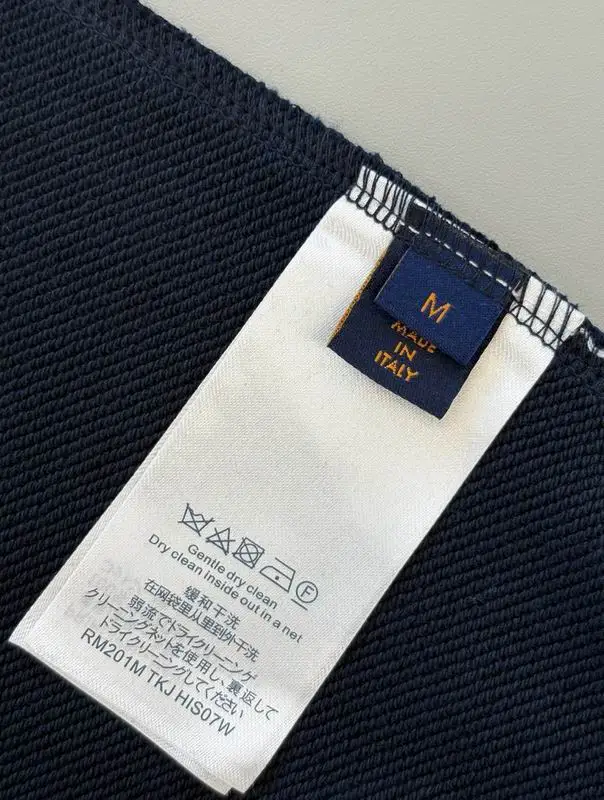 M
MADE
IN
ITALY
Gentle dry clean
Dry clean inside out in a net
缓和干洗
在网袋里从里到外干洗
弱流でドライクリーニング
クリーニングネットを使用し、裏返して
ドライクリーニングしてください
RM201M TKJ HIS07W